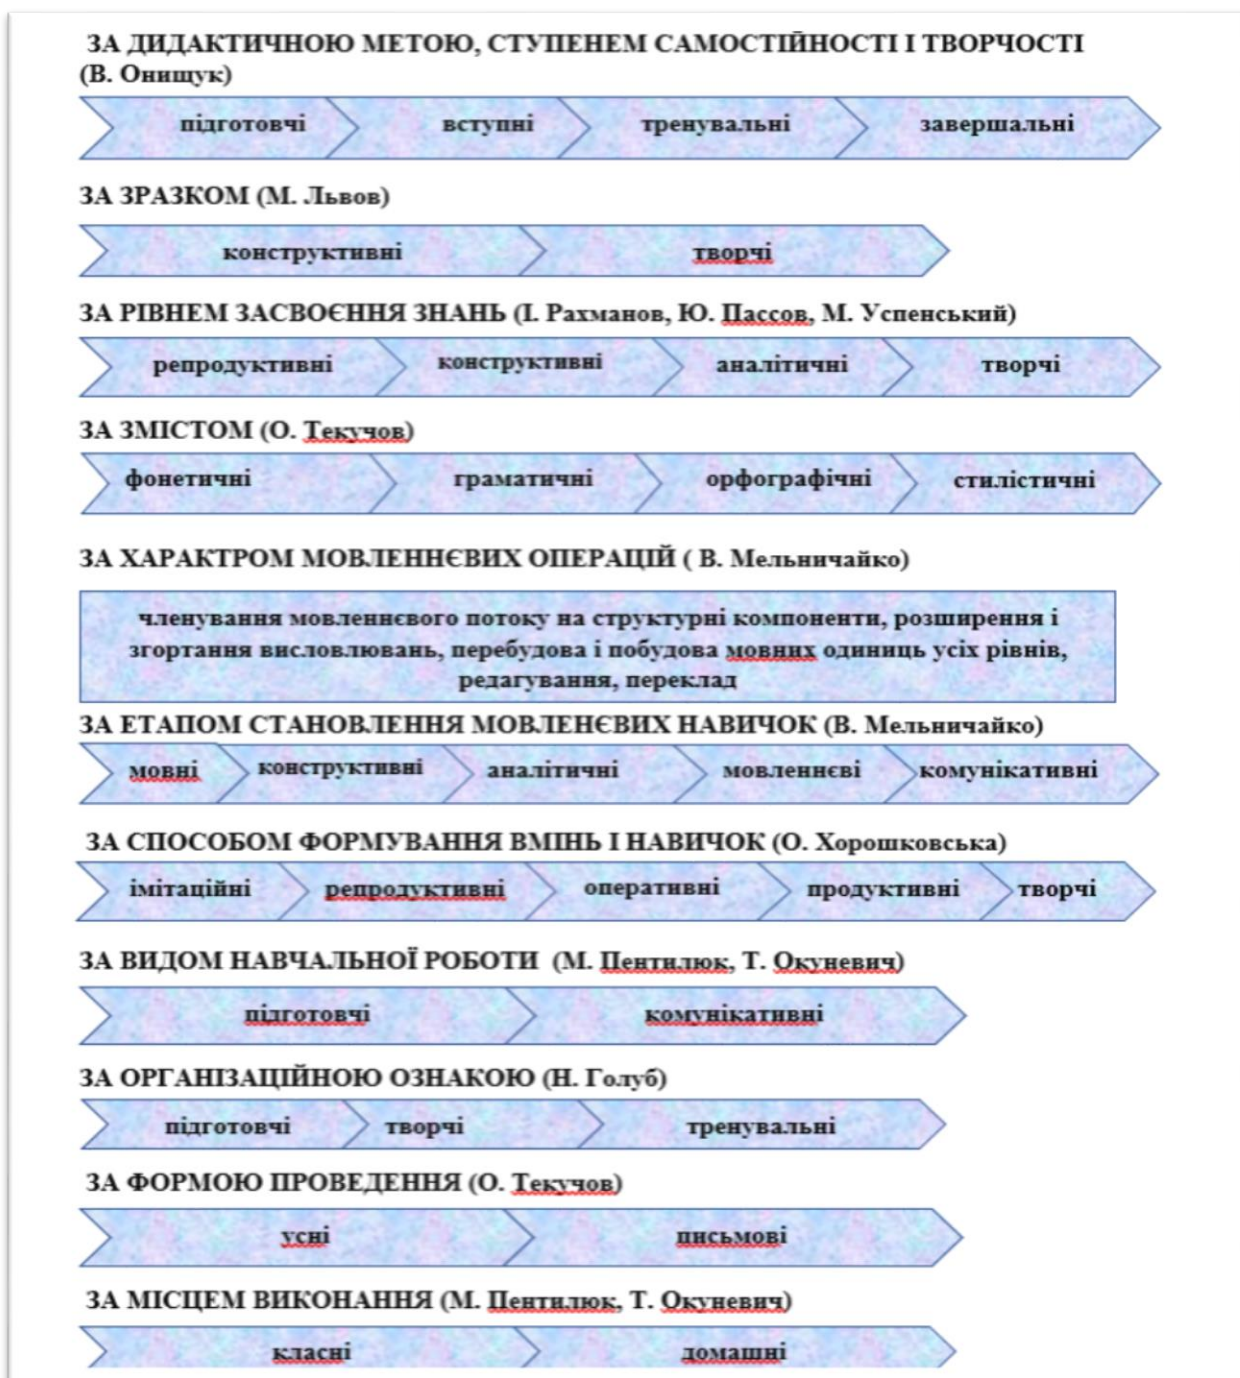 ЗА ДИДАКТИЧНОЮ МЕТОЮ, СТУПЕНЕМ САМОСТІЙНОСТІ І ТВОРЧОСТІ
(В. Онищук)
підготовчі вступні тренувальні завершальні
ЗА ЗРАЗКОМ (М. Львов)
конструктивні творчі
ЗА РІВНЕМ ЗАСВОЄННЯ ЗНАНЬ (І. Рахманов, Ю. Пассов, М. Успенський)
репродуктивні конструктивні аналітичні творчі
ЗА ЗМІСТОМ (О. Текучов)
фонетичні граматичні орфографічні стилістичні
ЗА ХАРАКТРОМ МОВЛЕННЄВИХ ОПЕРАЦІЙ ( В. Мельничайко)
членування мовленнєвого потоку на структурні компоненти, розширення і
згортання висловлювань, перебудова і побудова мовних одиниць усіх рівнів,
редагування, переклад
ЗА ЕТАПОМ СТАНОВЛЕННЯ МОВЛЕНЄВИХ НАВИЧОК (В. Мельничайко)
мовні конструктивні аналітичні мовленнєві комунікативні
ЗА СПОСОБОМ ФОРМУВАННЯ ВМІНЬ І НАВИЧОК (О. Хорошковська)
імітаційні репродуктивні оперативні продуктивні творчі
ЗА ВИДОМ НАВЧАЛЬНОЇ РОБОТИ (М. Пентилюк, Т. Окуневич)
підготовчі комунікативні
ЗА ОРГАНІЗАЦІЙНОЮ ОЗНАКОЮ (Н. Голуб)
підготовчі творчі тренувальні
ЗА ФОРМОЮ ПРОВЕДЕННЯ (О. Текучов)
усні письмові
ЗА МІСЦЕМ ВИКОНАННЯ (М. Пентилюк, Т. Окуневич)
класні домашні